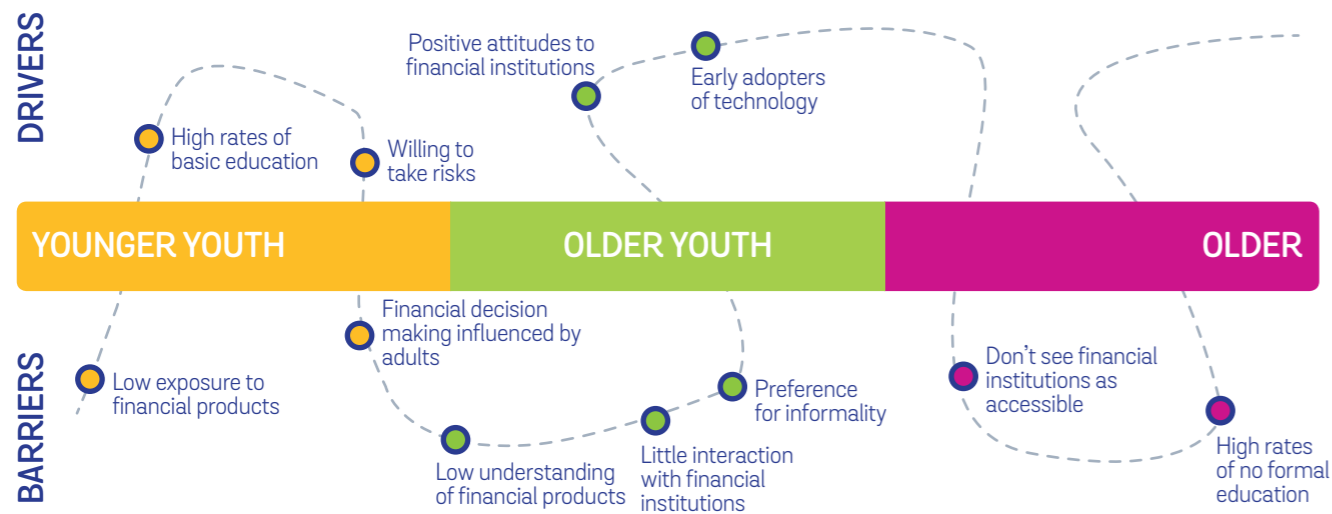 DRIVERS
Positive attitudes to
financial institutions
Early adopters
of technology
High rates of
basic education
Willing to
take risks
YOUNGER YOUTH
OLDER YOUTH
OLDER
BARRIERS
Low exposure to
financial products
Financial decision
making influenced by
adults
Low understanding
of financial products
Little interaction
with financial
institutions
Preference
for informality
Don't see financial
institutions as
accessible
High rates
of no formal
education